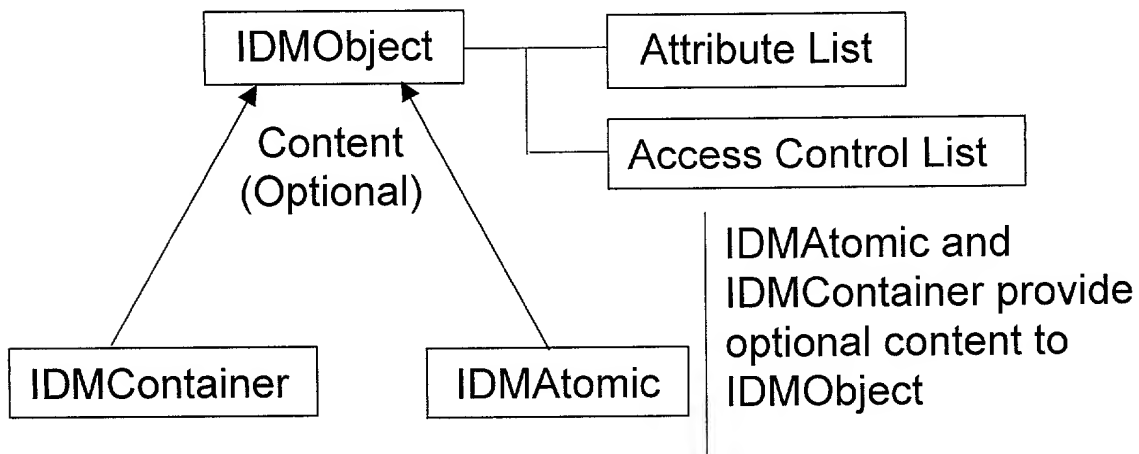 IDMObject
Attribute List
Access Control List
Content
(Optional)
IDMAtomic and
IDMContainer provide
optional content to
IDMObject
IDMContainer
IDMAtomic